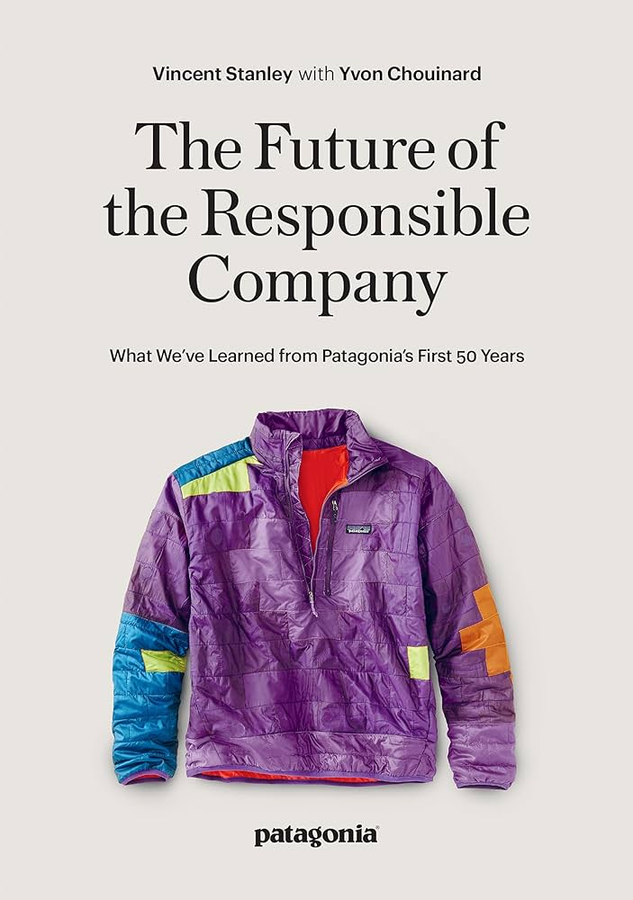 Vincent Stanley with Yvon Chouinard
The Future of
the Responsible
Company
What We've Learned from Patagonia's First 50 Years
patagonia
patagonia®